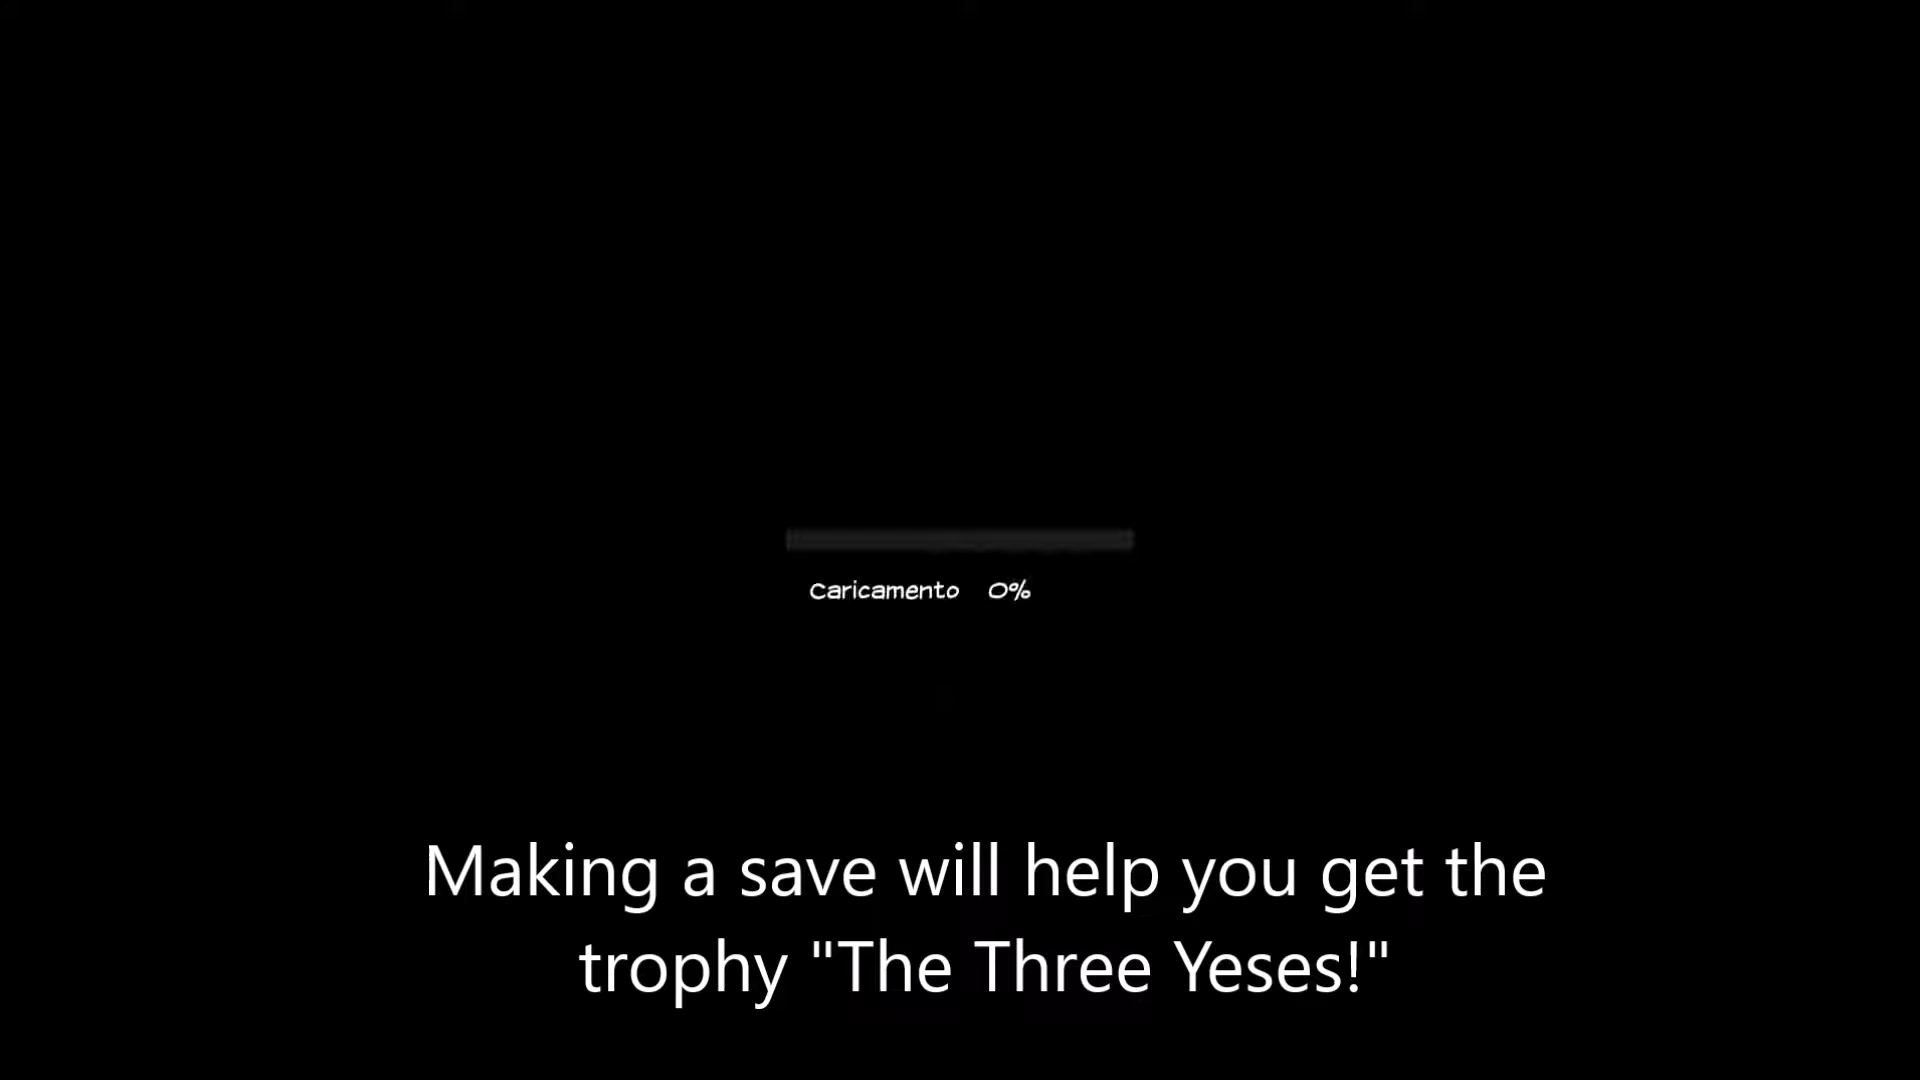 Caricamento 0%
Making a save will help you get the
trophy "The Three Yeses!"